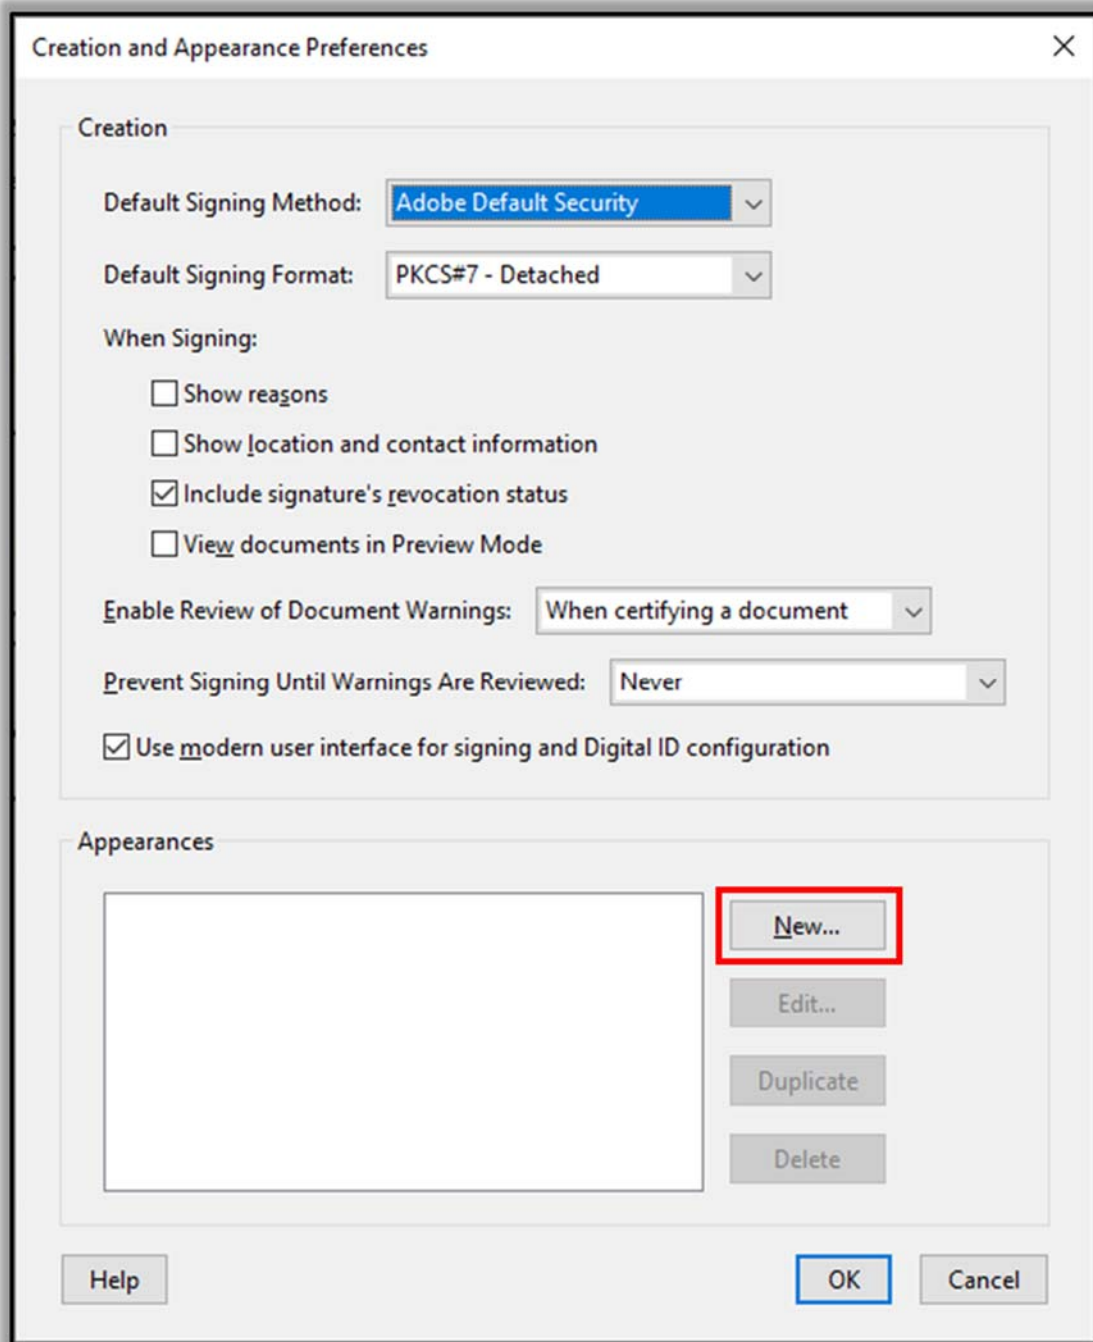 Creation and Appearance Preferences
Creation
Default Signing Method: Adobe Default Security
Default Signing Format: PKCS#7 - Detached
When Signing:
Show reasons
Show location and contact information
Include signature's revocation status
View documents in Preview Mode
Enable Review of Document Warnings: When certifying a document
Prevent Signing Until Warnings Are Reviewed: Never
Use modern user interface for signing and Digital ID configuration
Appearances
New...
Edit...
Duplicate
Delete
Help OK Cancel